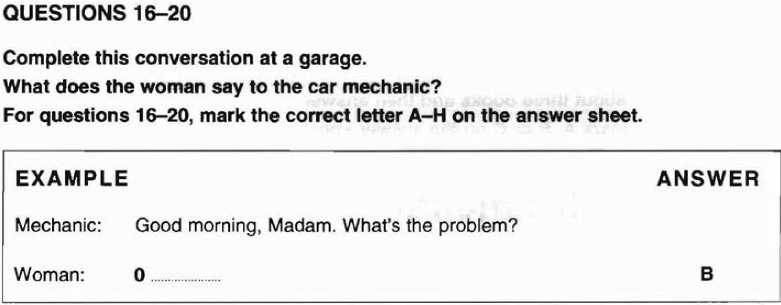 QUESTIONS 16–20
Complete this conversation at a garage.
What does the woman say to the car mechanic?
For questions 16–20, mark the correct letter A–H on the answer sheet.
EXAMPLE ANSWER
Mechanic: Good morning, Madam. What's the problem?
Woman: 0 ..................... B